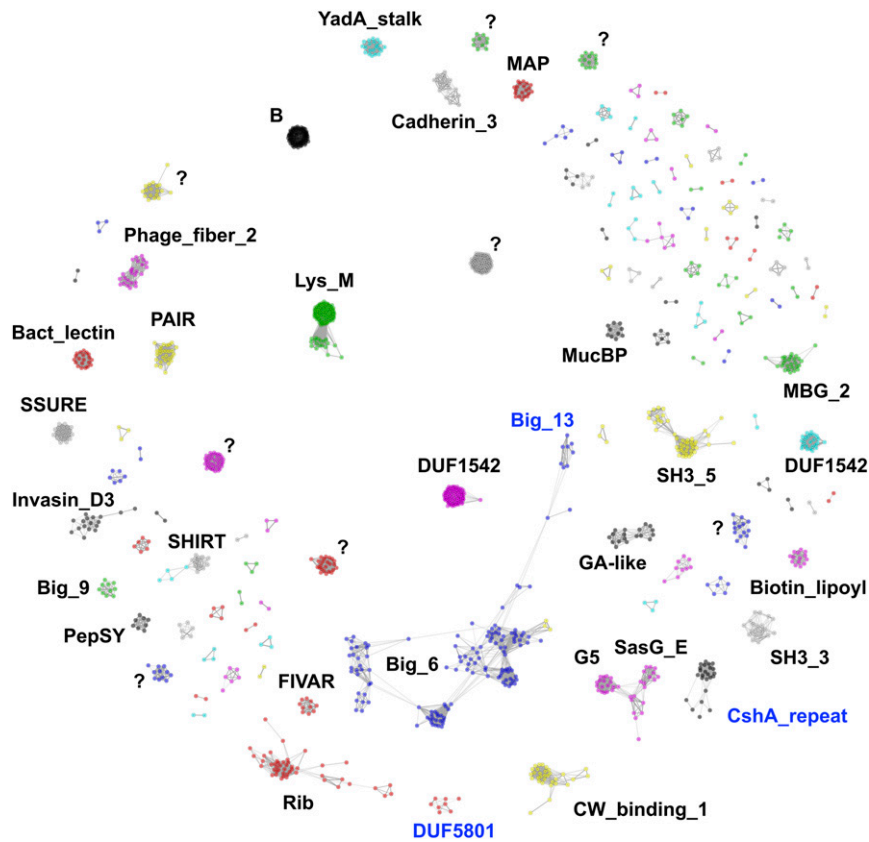 YadA_stalk
?
?
MAP
B
Cadherin_3
?
Phage_fiber_2
?
Lys_M
Bact_lectin
PAIR
MucBP
MBG_2
SSURE
Big_13
?
DUF1542
SH3_5
DUF1542
Invasin_D3
SHIRT
?
GA-like
?
Big_9
Biotin_lipoyl
PepSY
Big_6
G5
SasG_E
SH3_3
?
FIVAR
CshA_repeat
Rib
DUF5801
CW_binding_1